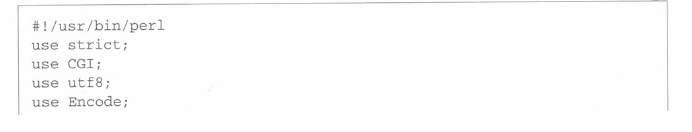 #!/usr/bin/perl
use strict;
use CGI;
use utf8;
use Encode;